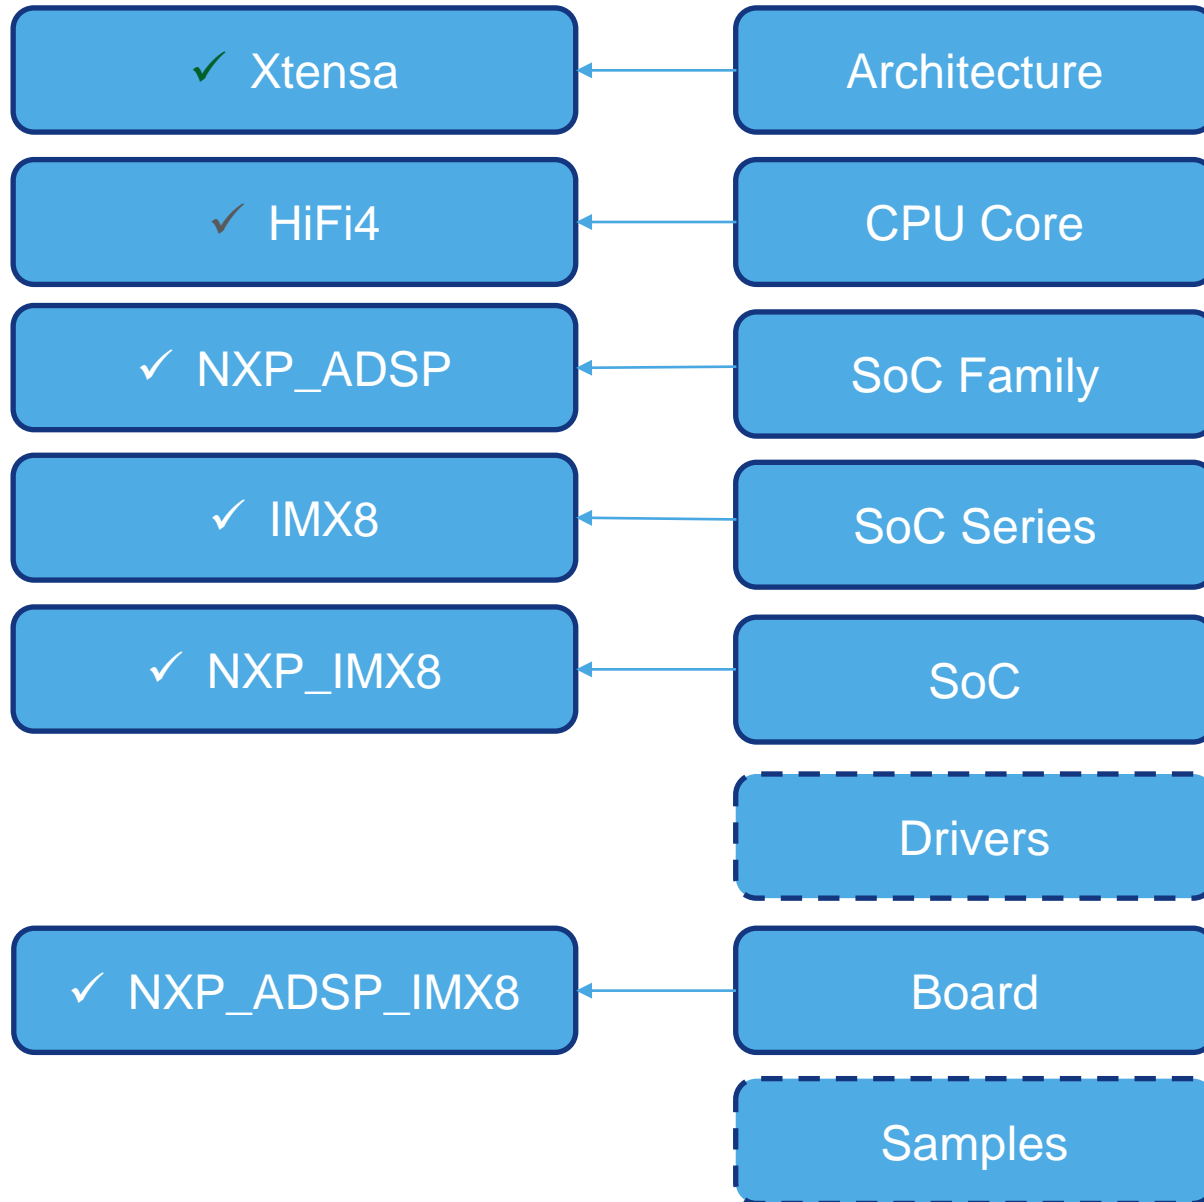 ✓ Xtensa
Architecture
✓ HiFi4
CPU Core
✓ NXP_ADSP
SoC Family
✓ IMX8
SoC Series
✓ NXP_IMX8
SoC
Drivers
✓ NXP_ADSP_IMX8
Board
Samples